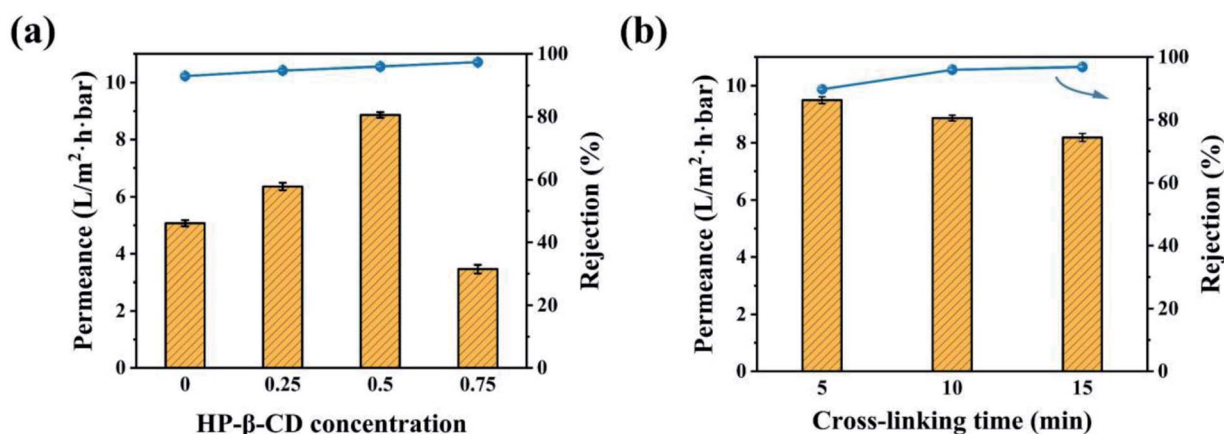 (a)
Permeance (L/m²·h·bar)
10
8
6
4
2
0
100
80
60
40
20
0
Rejection (%)
0 0.25 0.5 0.75
HP-β-CD concentration
(b)
Permeance (L/m²·h·bar)
10
8
6
4
2
0
100
80
60
40
20
0
Rejection (%)
5 10 15
Cross-linking time (min)